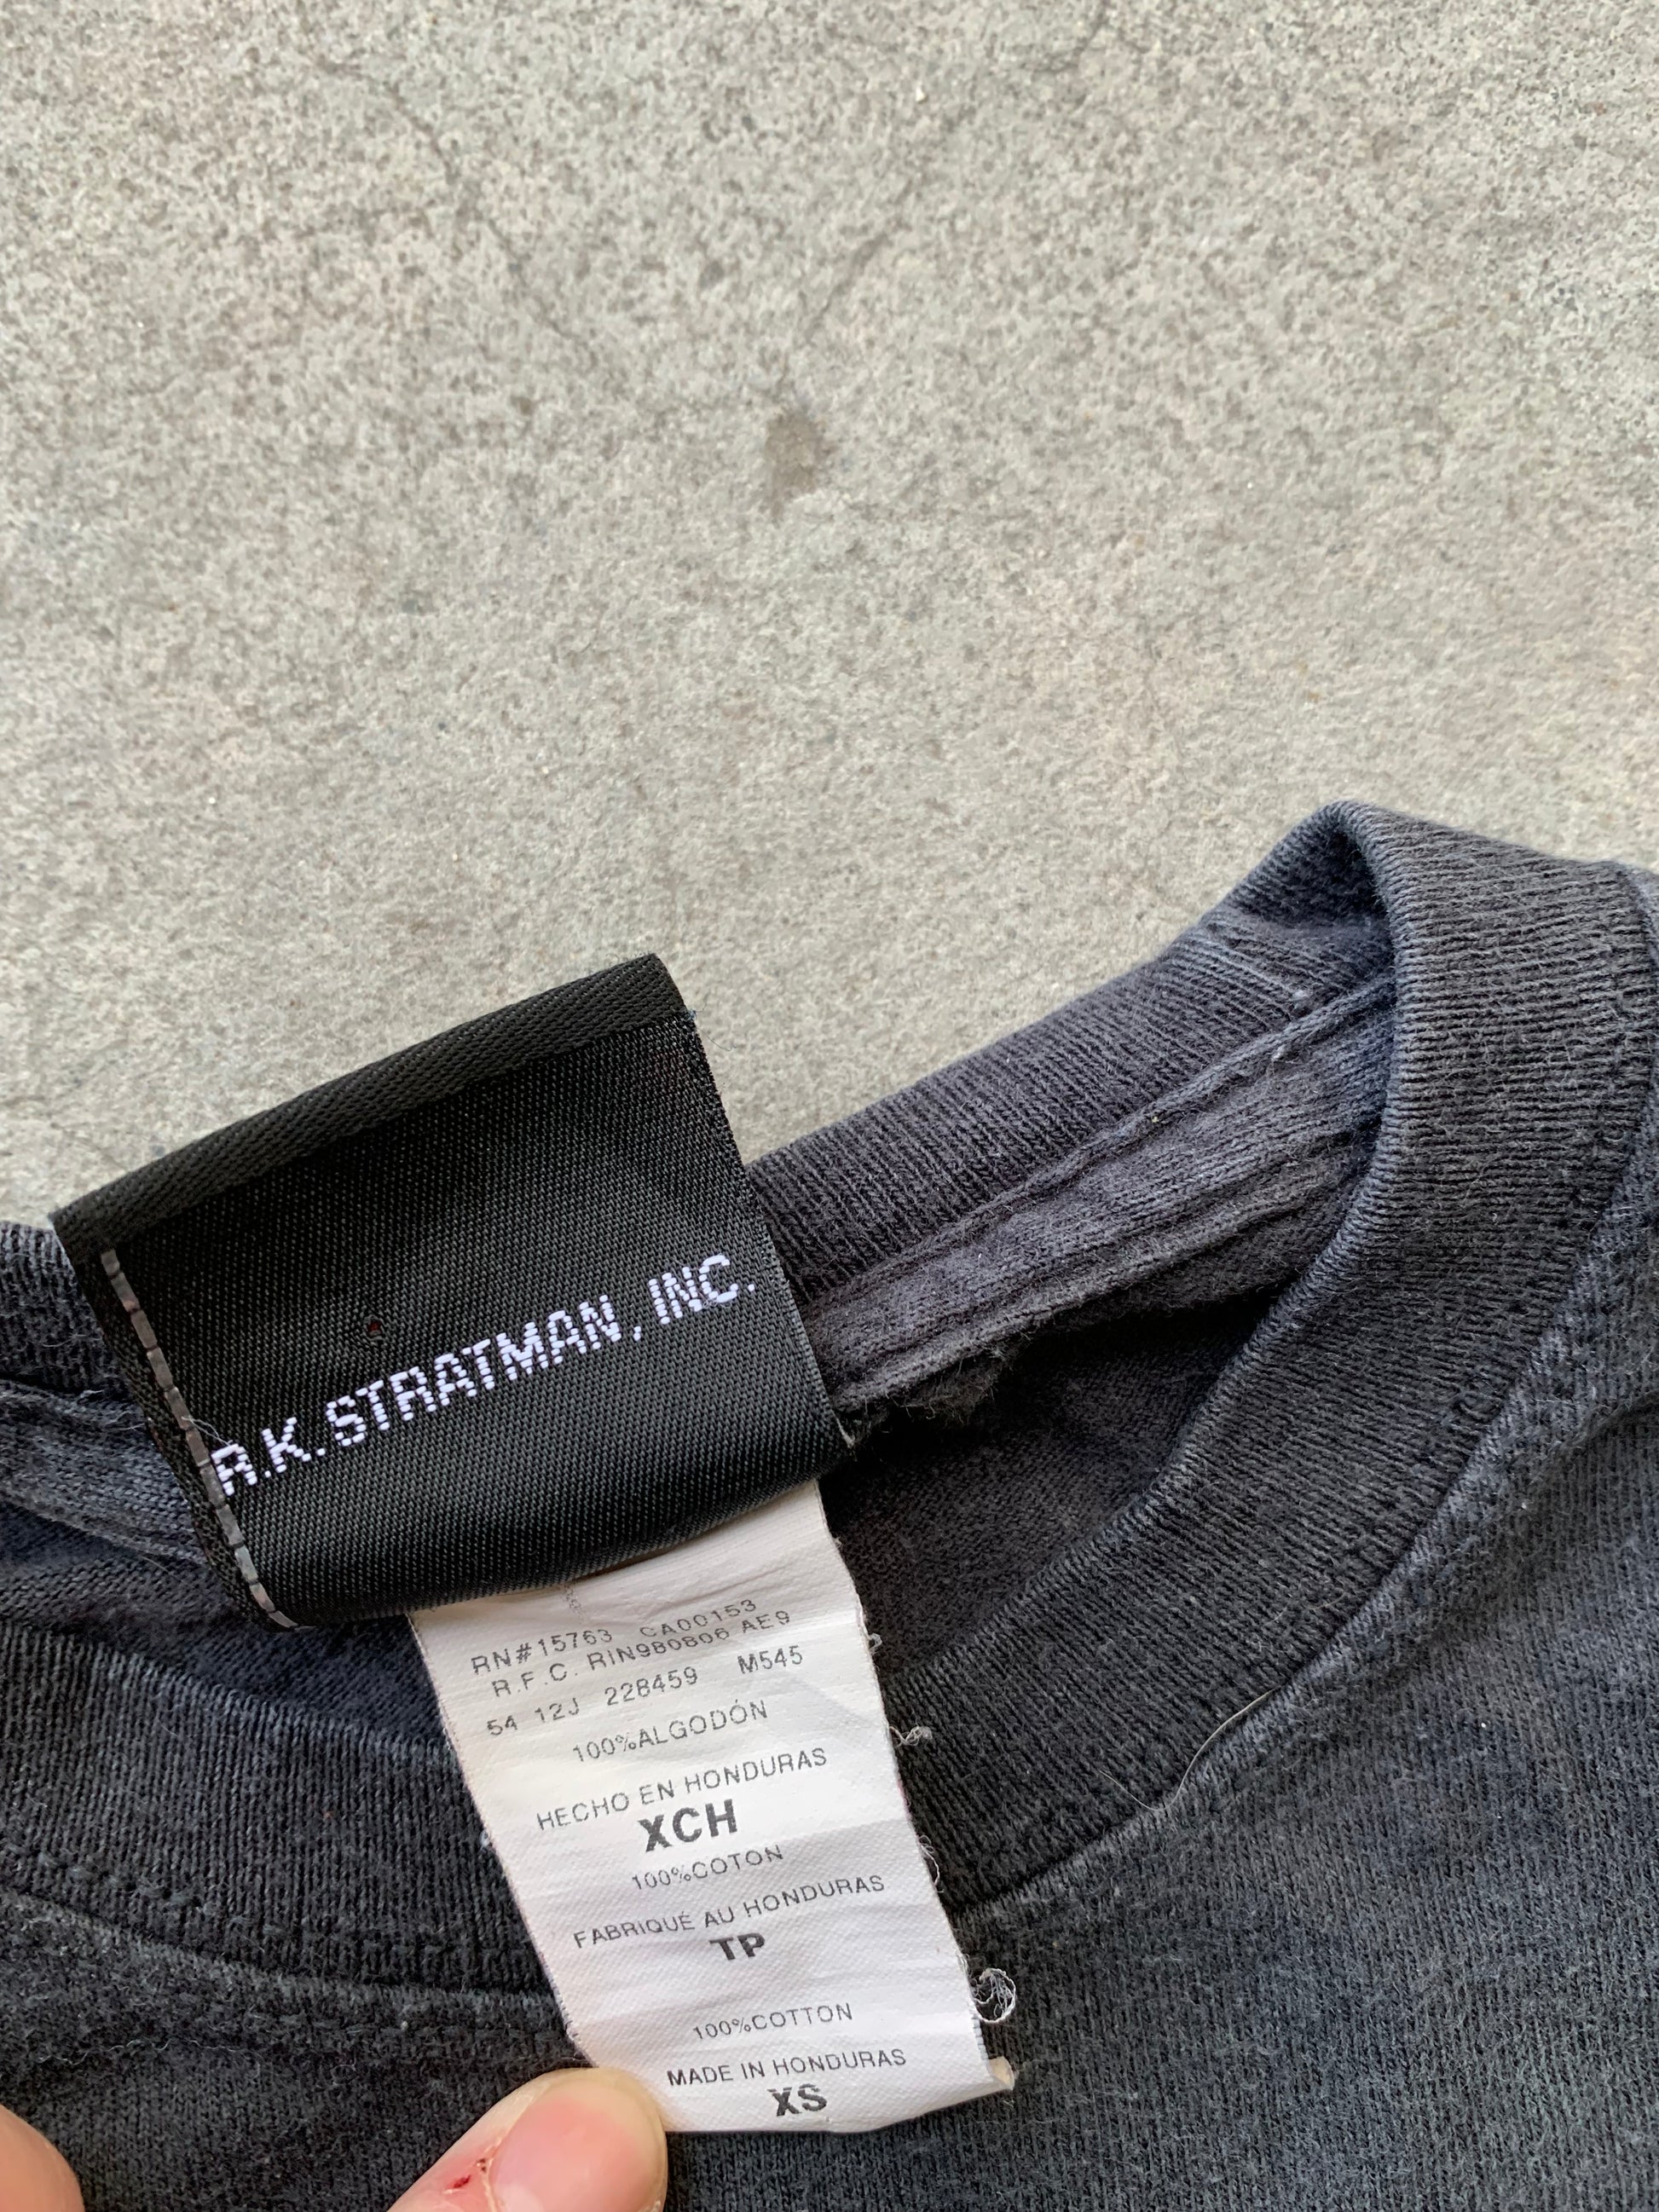 R.K. STRATMAN, INC.
RN#15763 CA00153
R.F.C. RIN980806 AE9
54 12J 228459 M545
100%ALGODÓN
HECHO EN HONDURAS
XCH
100%COTON
FABRIQUÉ AU HONDURAS
TP
100%COTTON
MADE IN HONDURAS
XS